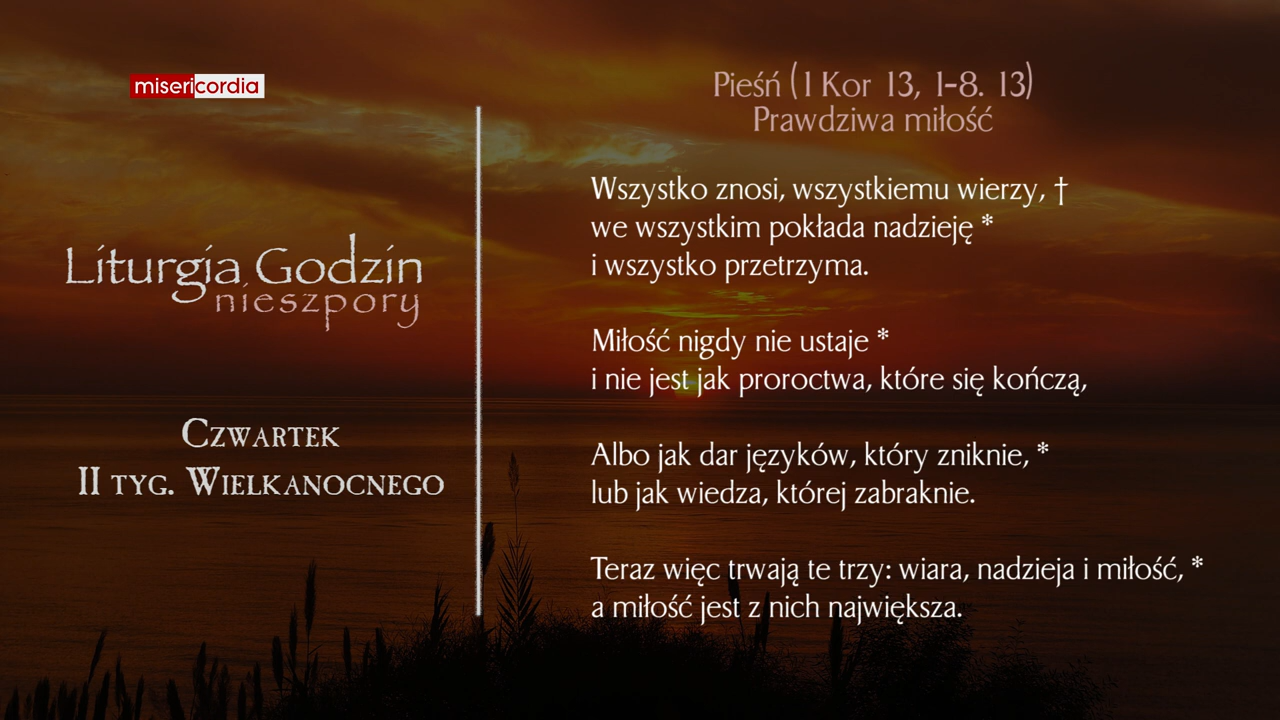 misericordia
Liturgia Godzin
nieszpory
Czwartek
II tyg. Wielkanocnego
Pieśń (1 Kor 13, 1-8. 13)
Prawdziwa miłość
Wszystko znosi, wszystkiemu wierzy, †
we wszystkim pokłada nadzieję *
i wszystko przetrzyma.
Miłość nigdy nie ustaje *
i nie jest jak proroctwa, które się kończą,
Albo jak dar języków, który zniknie, *
lub jak wiedza, której zabraknie.
Teraz więc trwają te trzy: wiara, nadzieja i miłość, *
a miłość jest z nich największa.